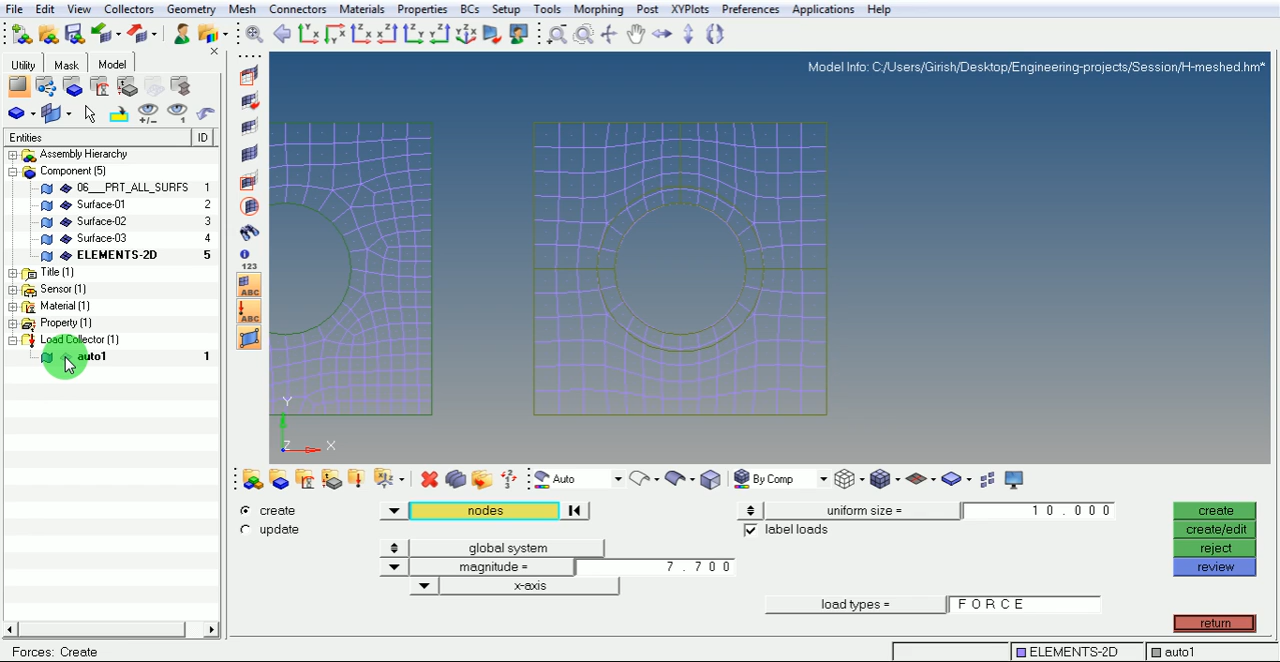 File Edit View Collectors Geometry Mesh Connectors Materials Properties BCs Setup Tools Morphing Post XYPlots Preferences Applications Help
Utility Mask Model
Model Info: C:/Users/Girish/Desktop/Engineering-projects/Session/H-meshed.hm*
Entities ID
Assembly Hierarchy
Component (5)
06___PRT_ALL_SURFS 1
Surface-01 2
Surface-02 3
Surface-03 4
ELEMENTS-2D 5
Title (1)
Sensor (1)
Material (1)
Property (1)
Load Collector (1)
auto1 1
123
ABC
ABC
Y
Z X
Auto By Comp
create nodes uniform size = 10.000 create
update label loads create/edit
global system reject
magnitude = 7.700 review
x-axis
load types = FORCE
return
Forces: Create ELEMENTS-2D auto1